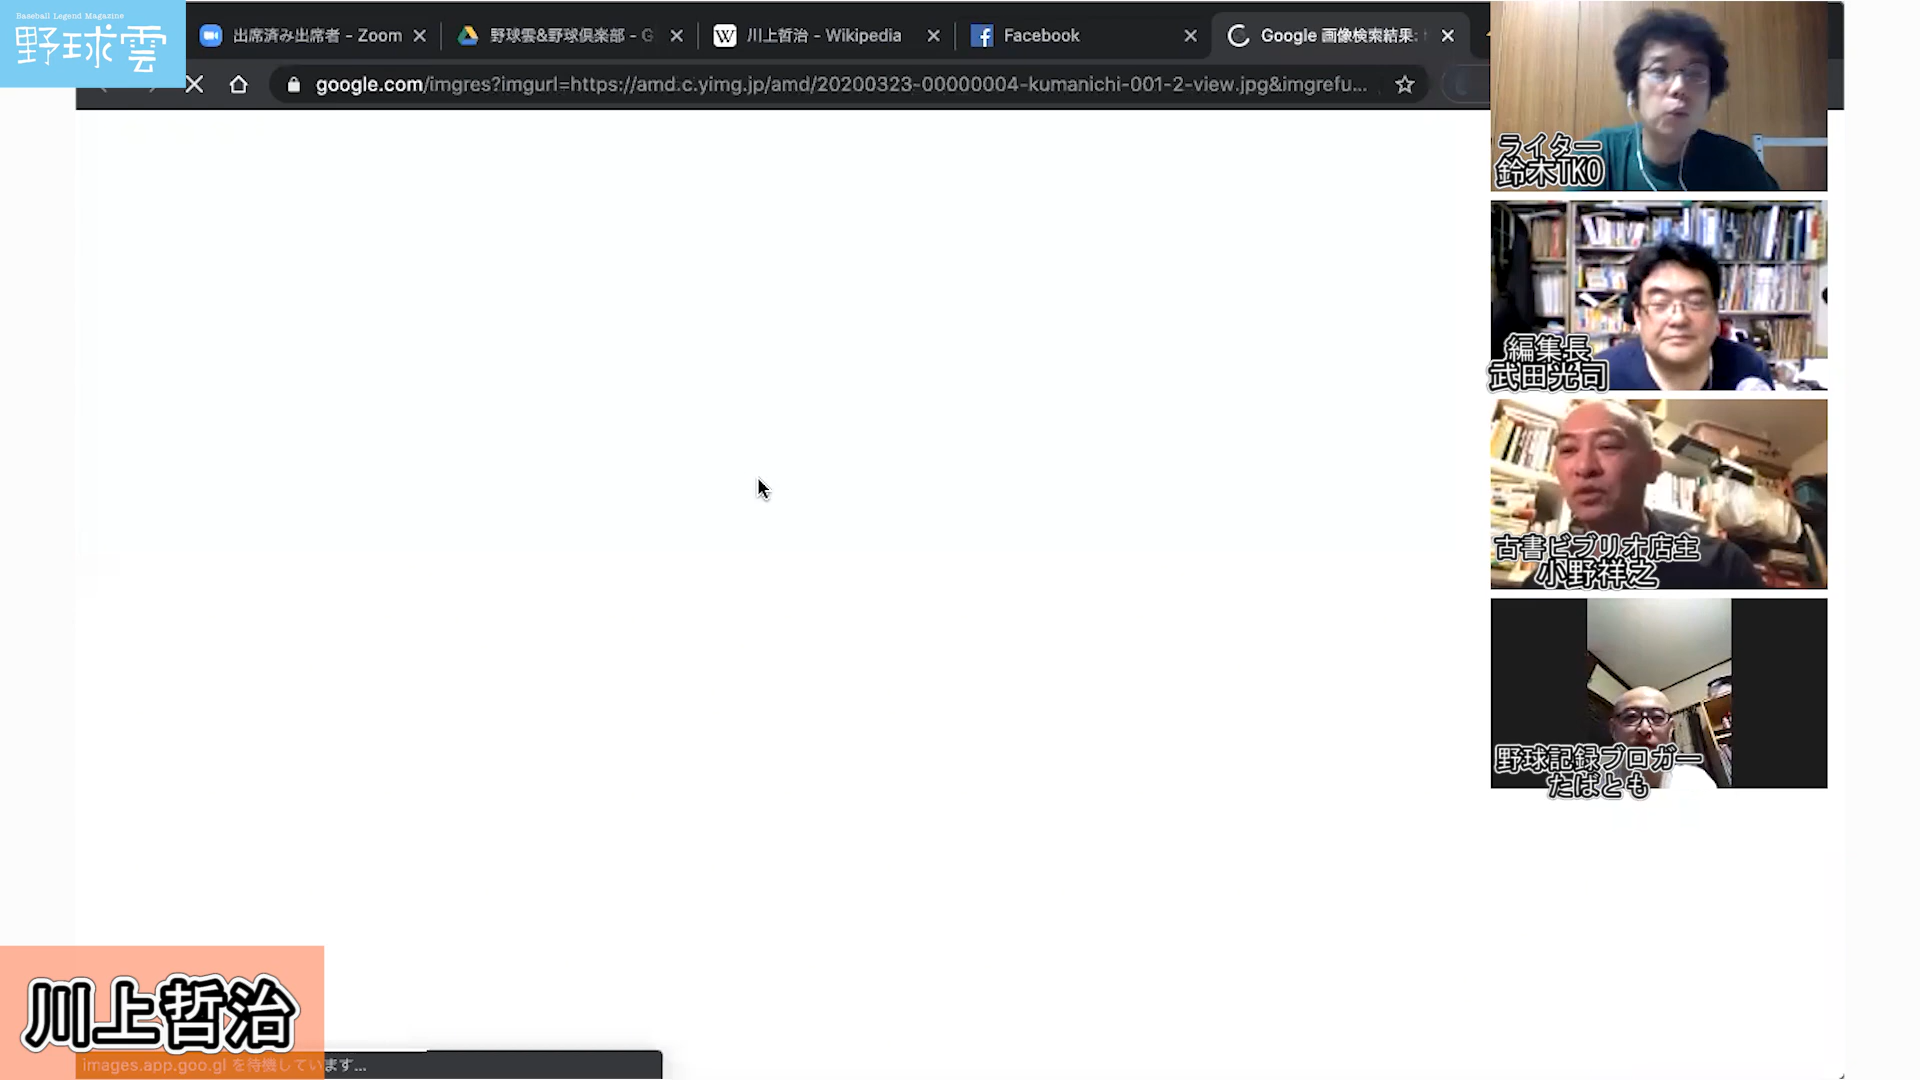 Baseball Legend Magazine
野球雲
出席済み出席者 - Zoom
野球雲&野球倶楽部 - G
川上哲治 - Wikipedia
Facebook
Google 画像検索結果:
google.com/imgres?imgurl=https://amd.c.yimg.jp/amd/20200323-00000004-kumanichi-001-2-view.jpg&imgrefu...
ライター
鈴木TKO
編集長
武田光司
古書ビブリオ店主
小野祥之
野球記録ブロガー
たばとも
川上哲治
images.app.goo.gl を待機しています...